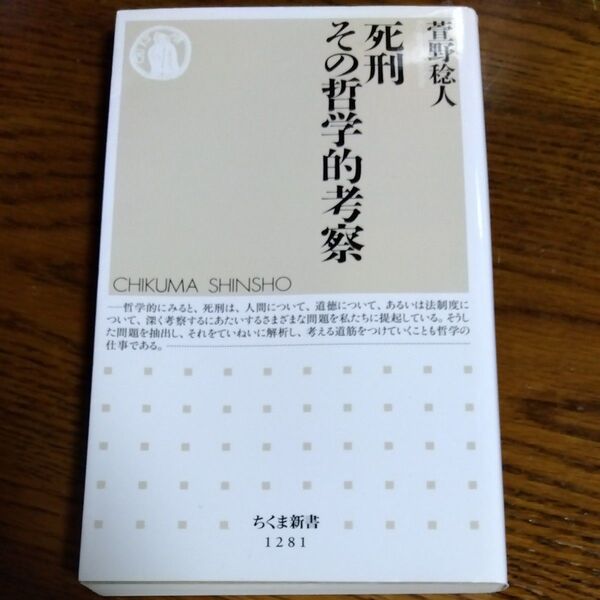 菅野稔人
死刑
その哲学的考察
CHIKUMA SHINSHO
──哲学的にみると、死刑は、人間について、道徳について、あるいは法制度に
ついて、深く考察するにあたいするさまざまな問題を私たちに提起している。そうし
た問題を抽出し、それをていねいに解析し、考える道筋をつけていくことも哲学の
仕事である。
ちくま新書
1281